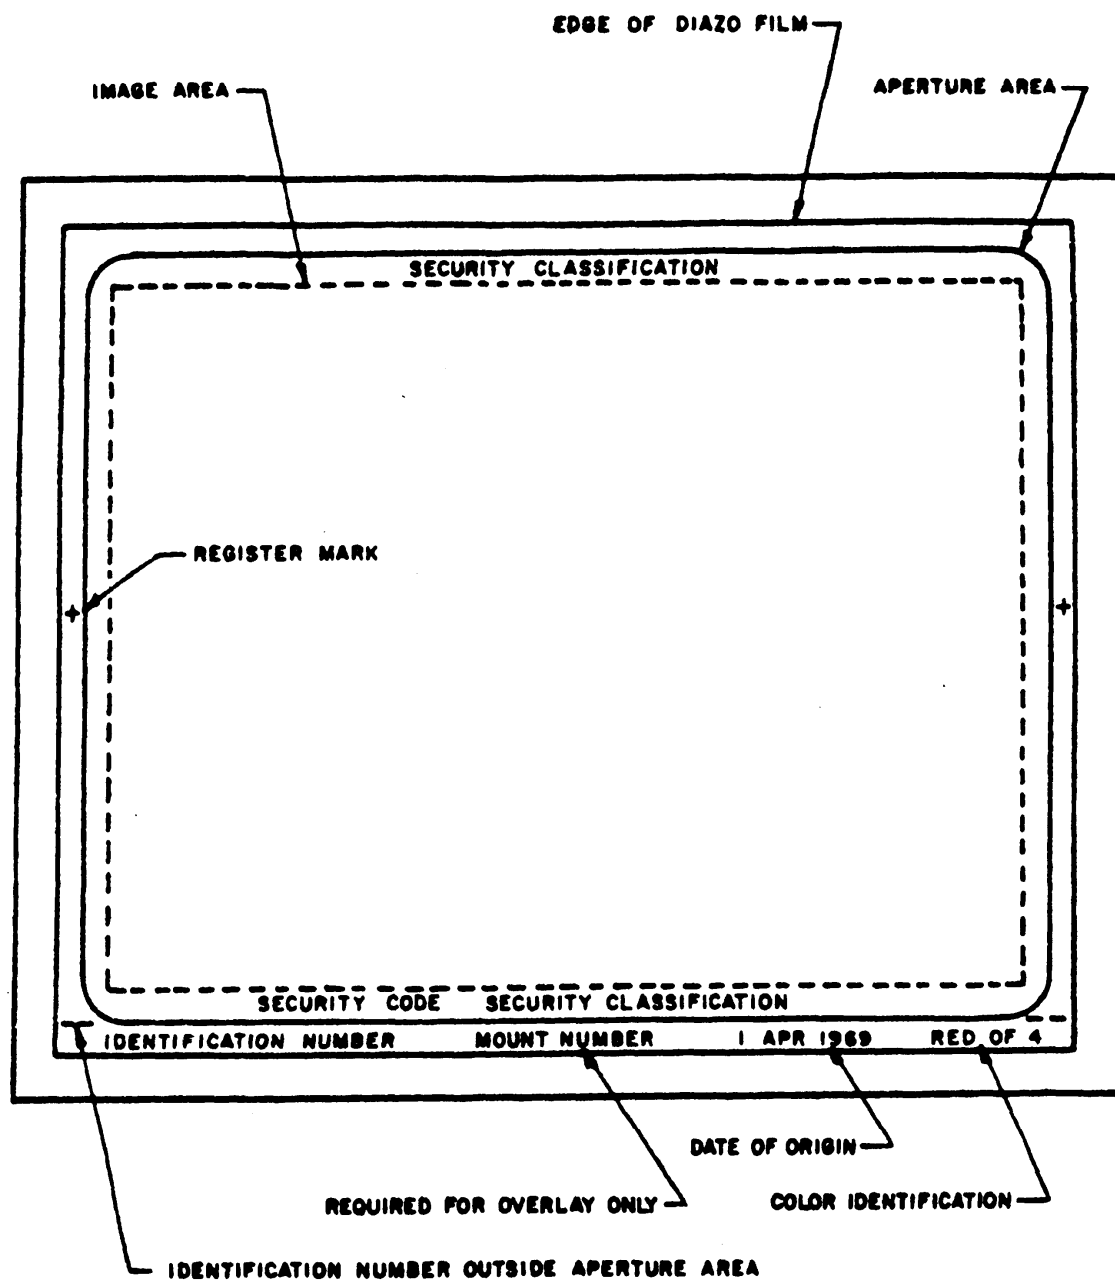 EDGE OF DIAZO FILM
IMAGE AREA
APERTURE AREA
SECURITY CLASSIFICATION
REGISTER MARK
SECURITY CODE SECURITY CLASSIFICATION
IDENTIFICATION NUMBER MOUNT NUMBER 1 APR 1969 RED OF 4
DATE OF ORIGIN
REQUIRED FOR OVERLAY ONLY COLOR IDENTIFICATION
IDENTIFICATION NUMBER OUTSIDE APERTURE AREA